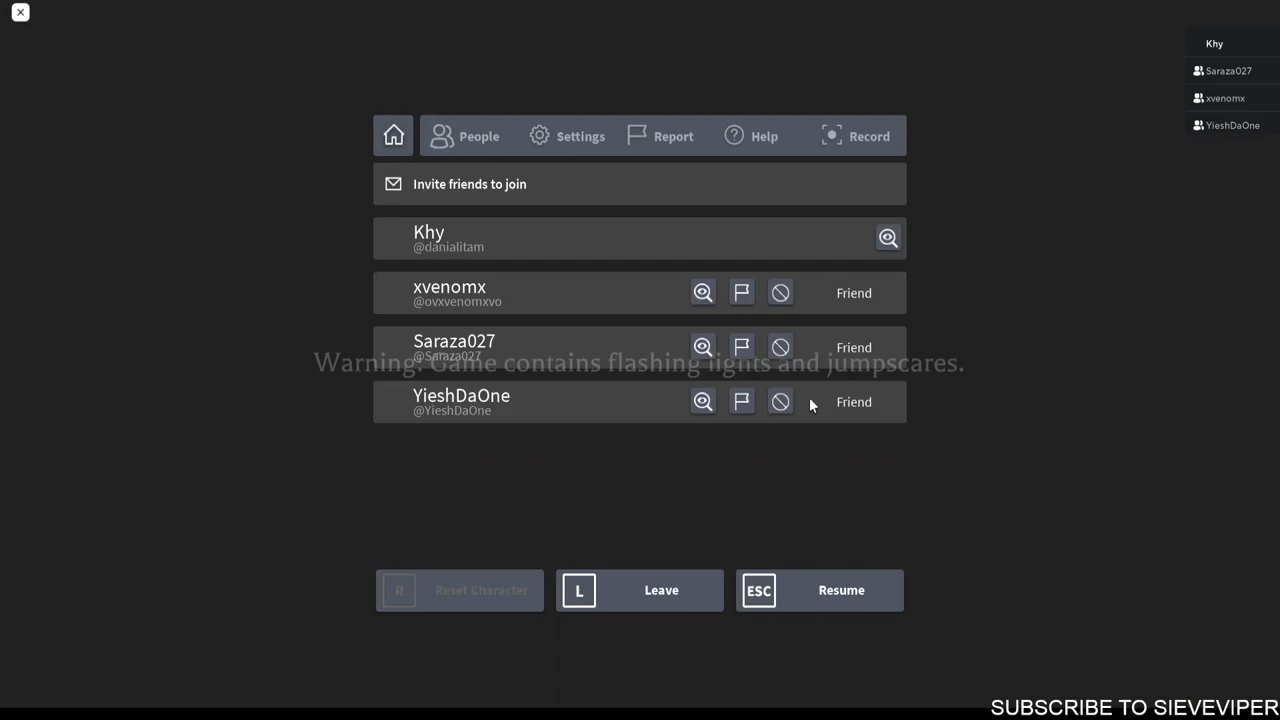 Khy
Saraza027
xvenomx
YieshDaOne
People
Settings
Report
Help
Record
Invite friends to join
Khy
@danialitam
xvenomx
@ovxvenomxvo
Friend
Saraza027
@Saraza027
Friend
Warning: Game contains flashing lights and jumpscares.
YieshDaOne
@YieshDaOne
Friend
R Reset Character
L Leave
ESC Resume
SUBSCRIBE TO SIEVEVIPER